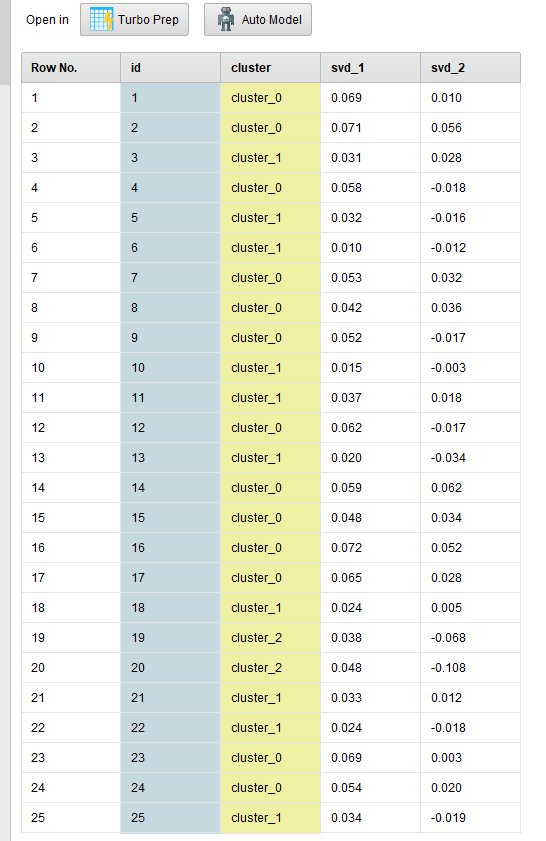 Open in Turbo Prep Auto Model
Row No. id cluster svd_1 svd_2
1 1 cluster_0 0.069 0.010
2 2 cluster_0 0.071 0.056
3 3 cluster_1 0.031 0.028
4 4 cluster_0 0.058 -0.018
5 5 cluster_1 0.032 -0.016
6 6 cluster_1 0.010 -0.012
7 7 cluster_0 0.053 0.032
8 8 cluster_0 0.042 0.036
9 9 cluster_0 0.052 -0.017
10 10 cluster_1 0.015 -0.003
11 11 cluster_1 0.037 0.018
12 12 cluster_0 0.062 -0.017
13 13 cluster_1 0.020 -0.034
14 14 cluster_0 0.059 0.062
15 15 cluster_0 0.048 0.034
16 16 cluster_0 0.072 0.052
17 17 cluster_0 0.065 0.028
18 18 cluster_1 0.024 0.005
19 19 cluster_2 0.038 -0.068
20 20 cluster_2 0.048 -0.108
21 21 cluster_1 0.033 0.012
22 22 cluster_1 0.024 -0.018
23 23 cluster_0 0.069 0.003
24 24 cluster_0 0.054 0.020
25 25 cluster_1 0.034 -0.019